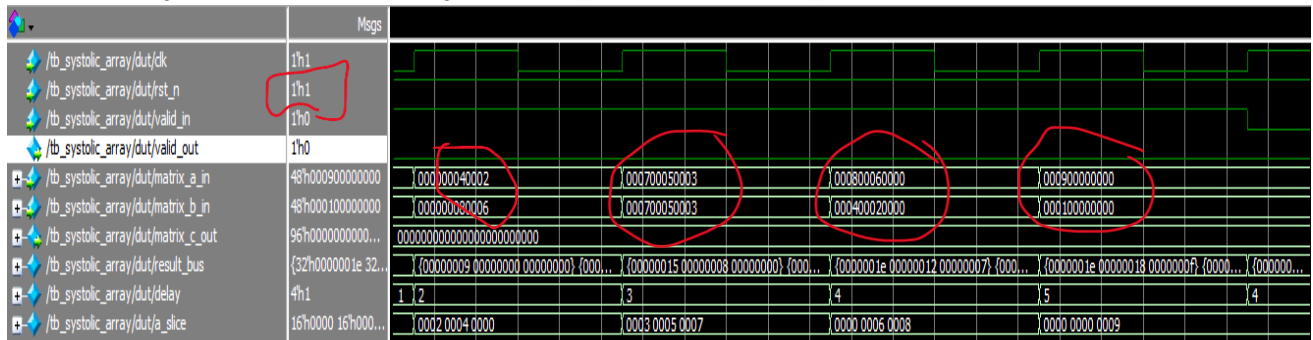 Msgs
/tb_systolic_array/dut/clk 1'h1
/tb_systolic_array/dut/rst_n 1'h1
/tb_systolic_array/dut/valid_in 1'h0
/tb_systolic_array/dut/valid_out 1'h0
/tb_systolic_array/dut/matrix_a_in 48'h000900000000 000000040002 000700050003 000800060000 000900000000
/tb_systolic_array/dut/matrix_b_in 48'h000100000000 000000080006 000700050003 000400020000 000100000000
/tb_systolic_array/dut/matrix_c_out 96'h0000000000... 000000000000000000000000
/tb_systolic_array/dut/result_bus {32'h0000001e 32... {00000009 00000000 00000000} {000... {00000015 00000008 00000000} {000... {0000001e 00000012 00000007} {000... {0000001e 00000018 0000000f} {0000... {000000...
/tb_systolic_array/dut/delay 4'h1 1 2 3 4 5 4
/tb_systolic_array/dut/a_slice 16'h0000 16'h000... 0002 0004 0000 0003 0005 0007 0000 0006 0008 0000 0000 0009